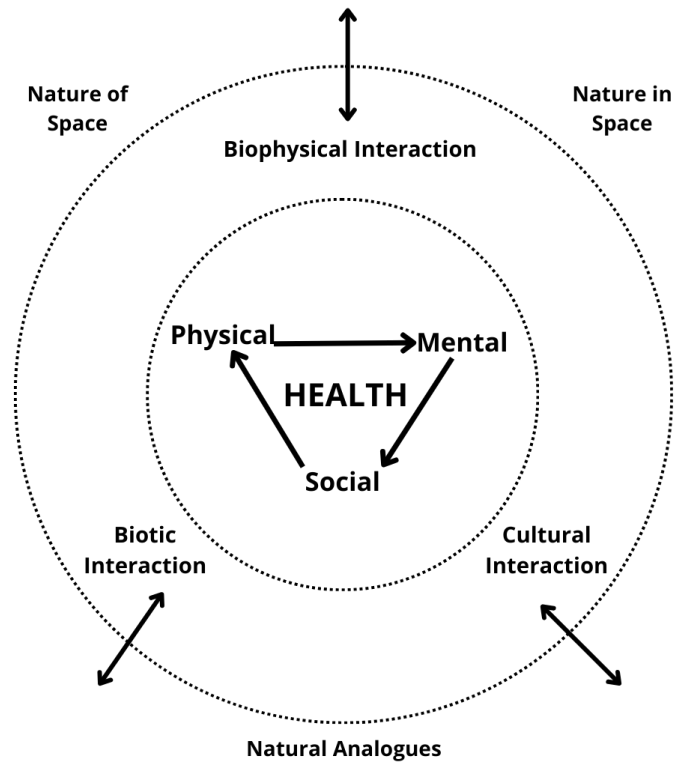 Nature of
Space
Nature in
Space
Biophysical Interaction
Physical
Mental
HEALTH
Social
Biotic
Interaction
Cultural
Interaction
Natural Analogues